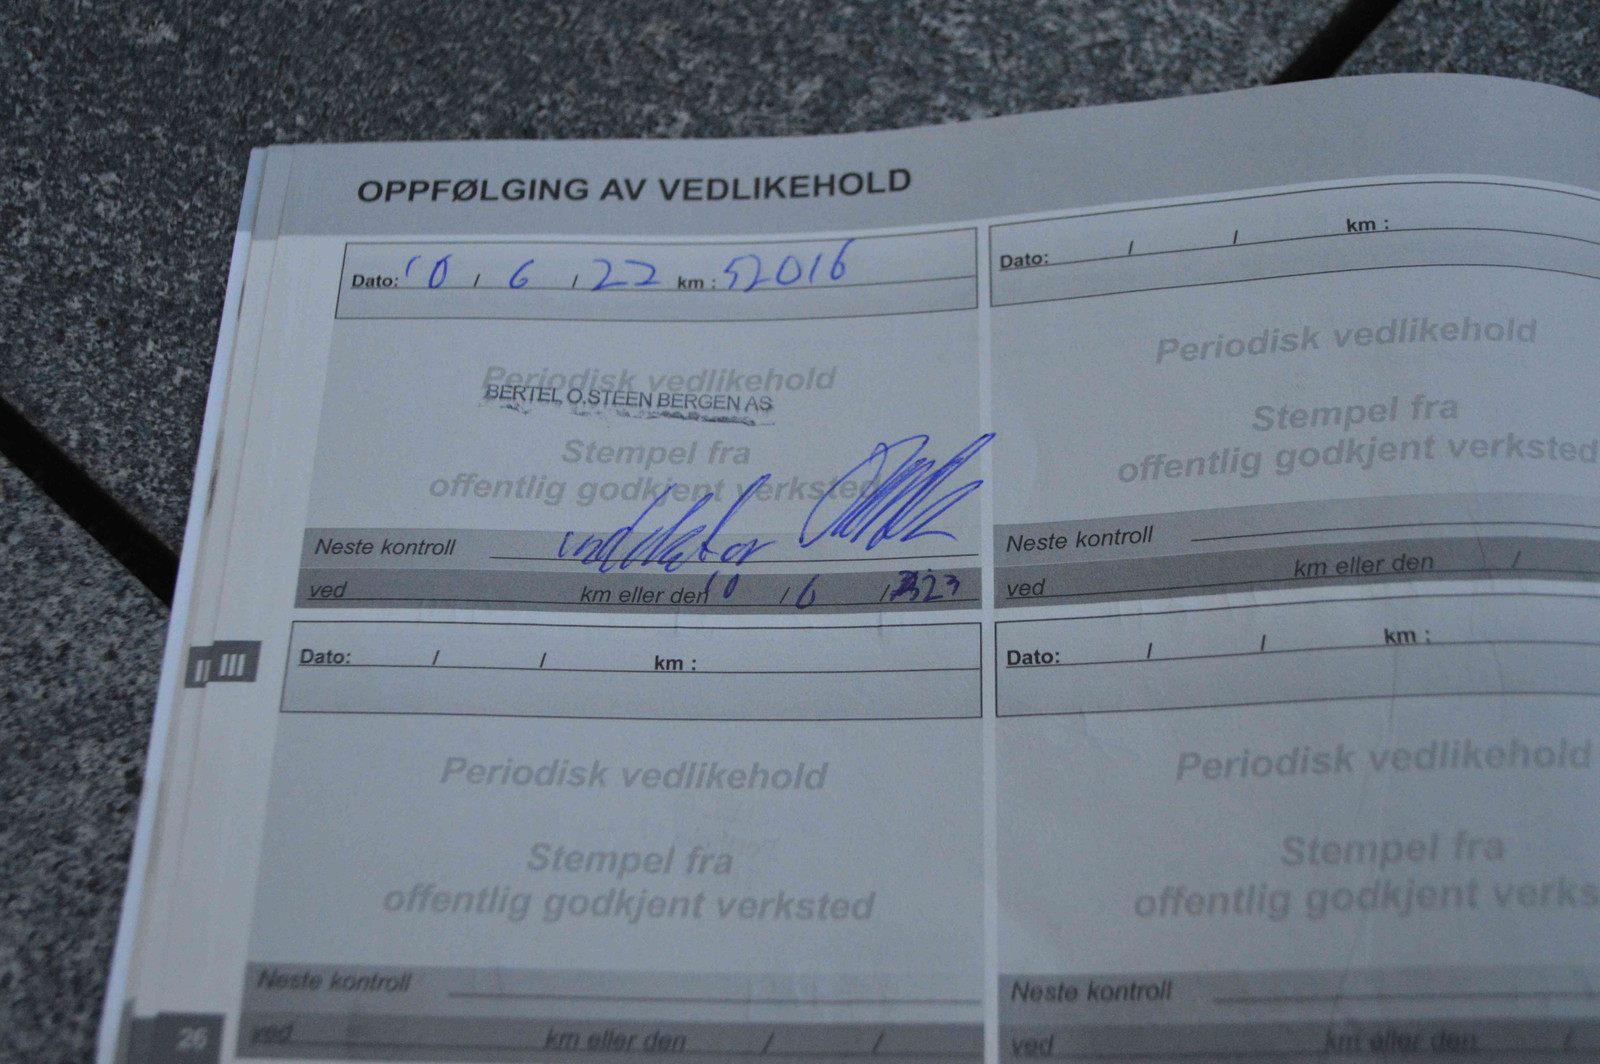 OPPFØLGING AV VEDLIKEHOLD
Dato: 10 / 6 / 22 km : 52016
Periodisk vedlikehold
BERTEL O.STEEN BERGEN AS
Stempel fra
offentlig godkjent verksted
Neste kontroll indikator
ved km eller den 10 / 6 / 23
Dato: / / km :
Periodisk vedlikehold
Stempel fra
offentlig godkjent verksted
Neste kontroll
ved km eller den /
III
Dato: / / km :
Periodisk vedlikehold
Stempel fra
offentlig godkjent verksted
Neste kontroll
ved km eller den / /
Dato: / / km :
Periodisk vedlikehold
Stempel fra
offentlig godkjent
Neste kontroll
ved km eller den /
26